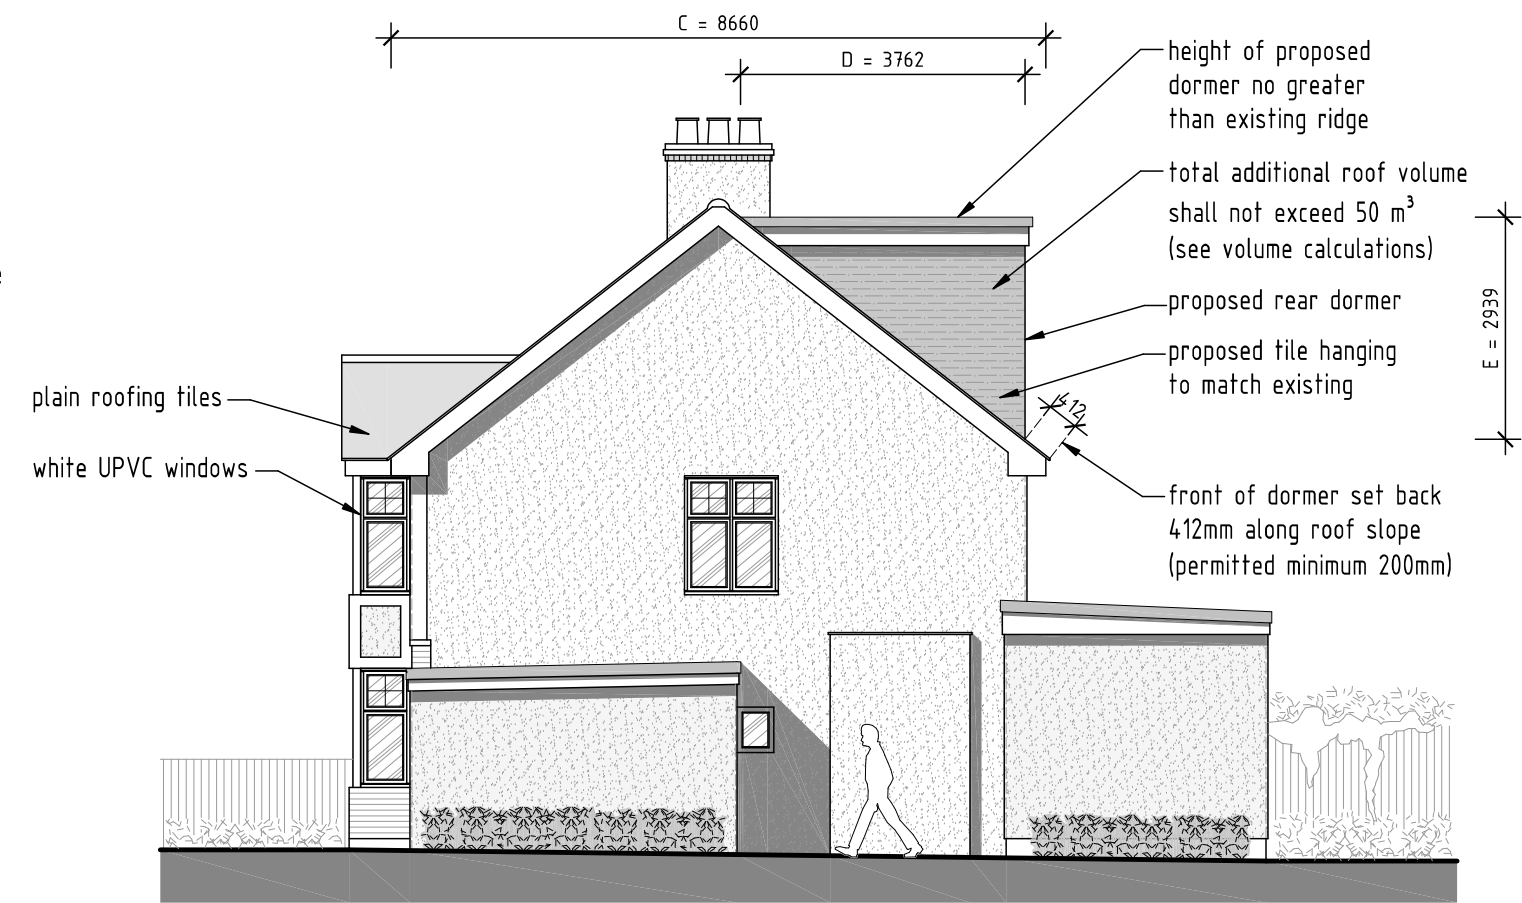 C = 8660
D = 3762
height of proposed
dormer no greater
than existing ridge
total additional roof volume
shall not exceed 50 m³
(see volume calculations)
E = 2939
proposed rear dormer
proposed tile hanging
to match existing
412
plain roofing tiles
white UPVC windows
front of dormer set back
412mm along roof slope
(permitted minimum 200mm)